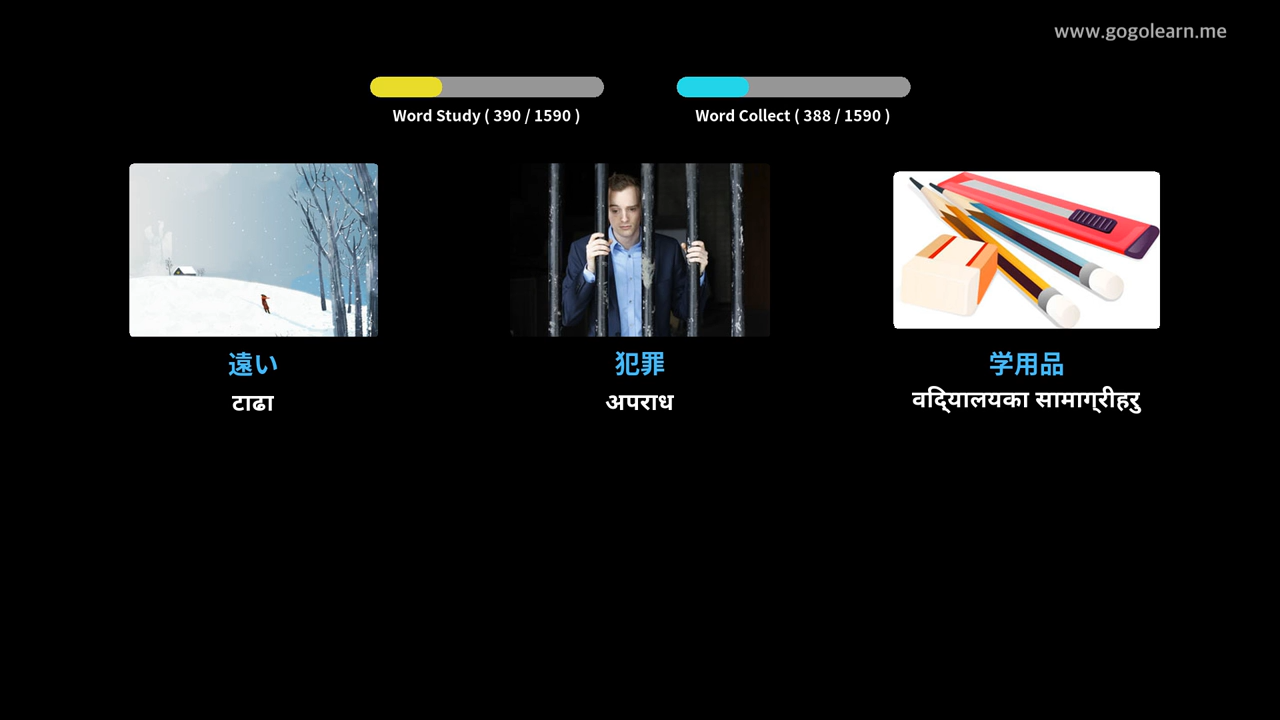 www.gogolearn.me
Word Study ( 390 / 1590 )
Word Collect ( 388 / 1590 )
遠い
犯罪
学用品
टाढा
अपराध
वदि्यालयका सामाग्रीहरु